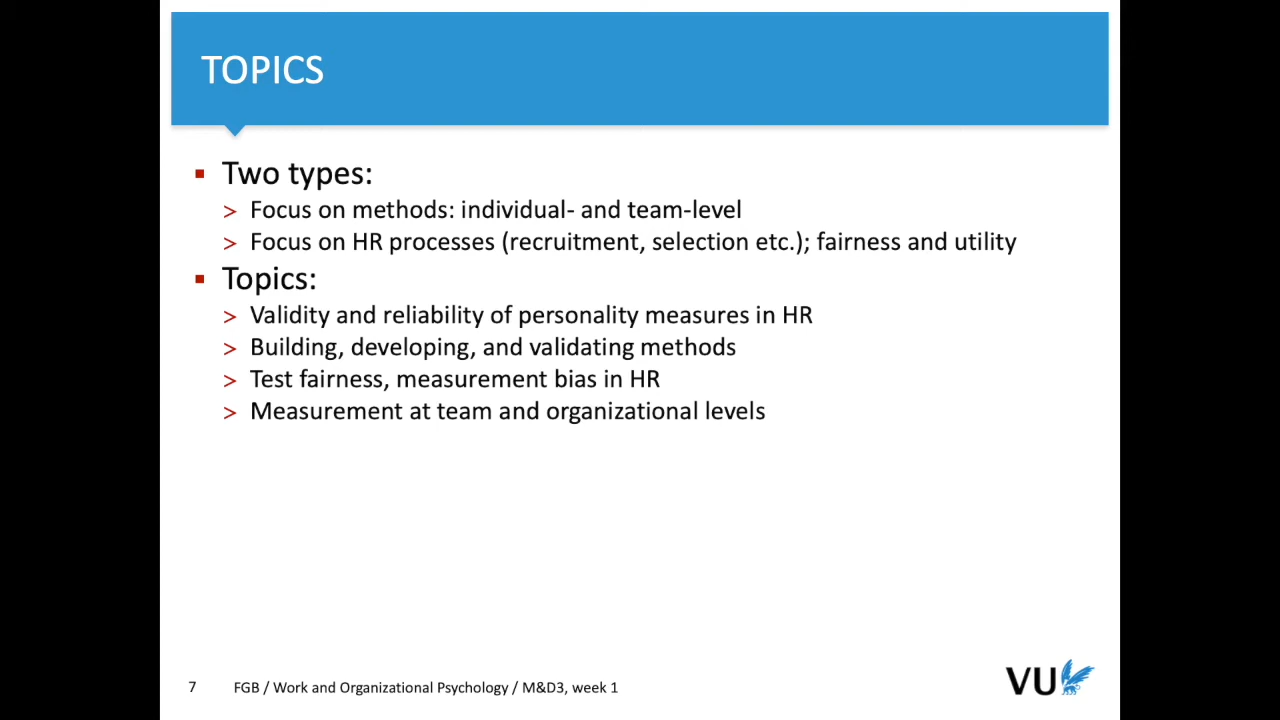 TOPICS
▪ Two types:
> Focus on methods: individual- and team-level
> Focus on HR processes (recruitment, selection etc.); fairness and utility
▪ Topics:
> Validity and reliability of personality measures in HR
> Building, developing, and validating methods
> Test fairness, measurement bias in HR
> Measurement at team and organizational levels
7 FGB / Work and Organizational Psychology / M&D3, week 1
VU